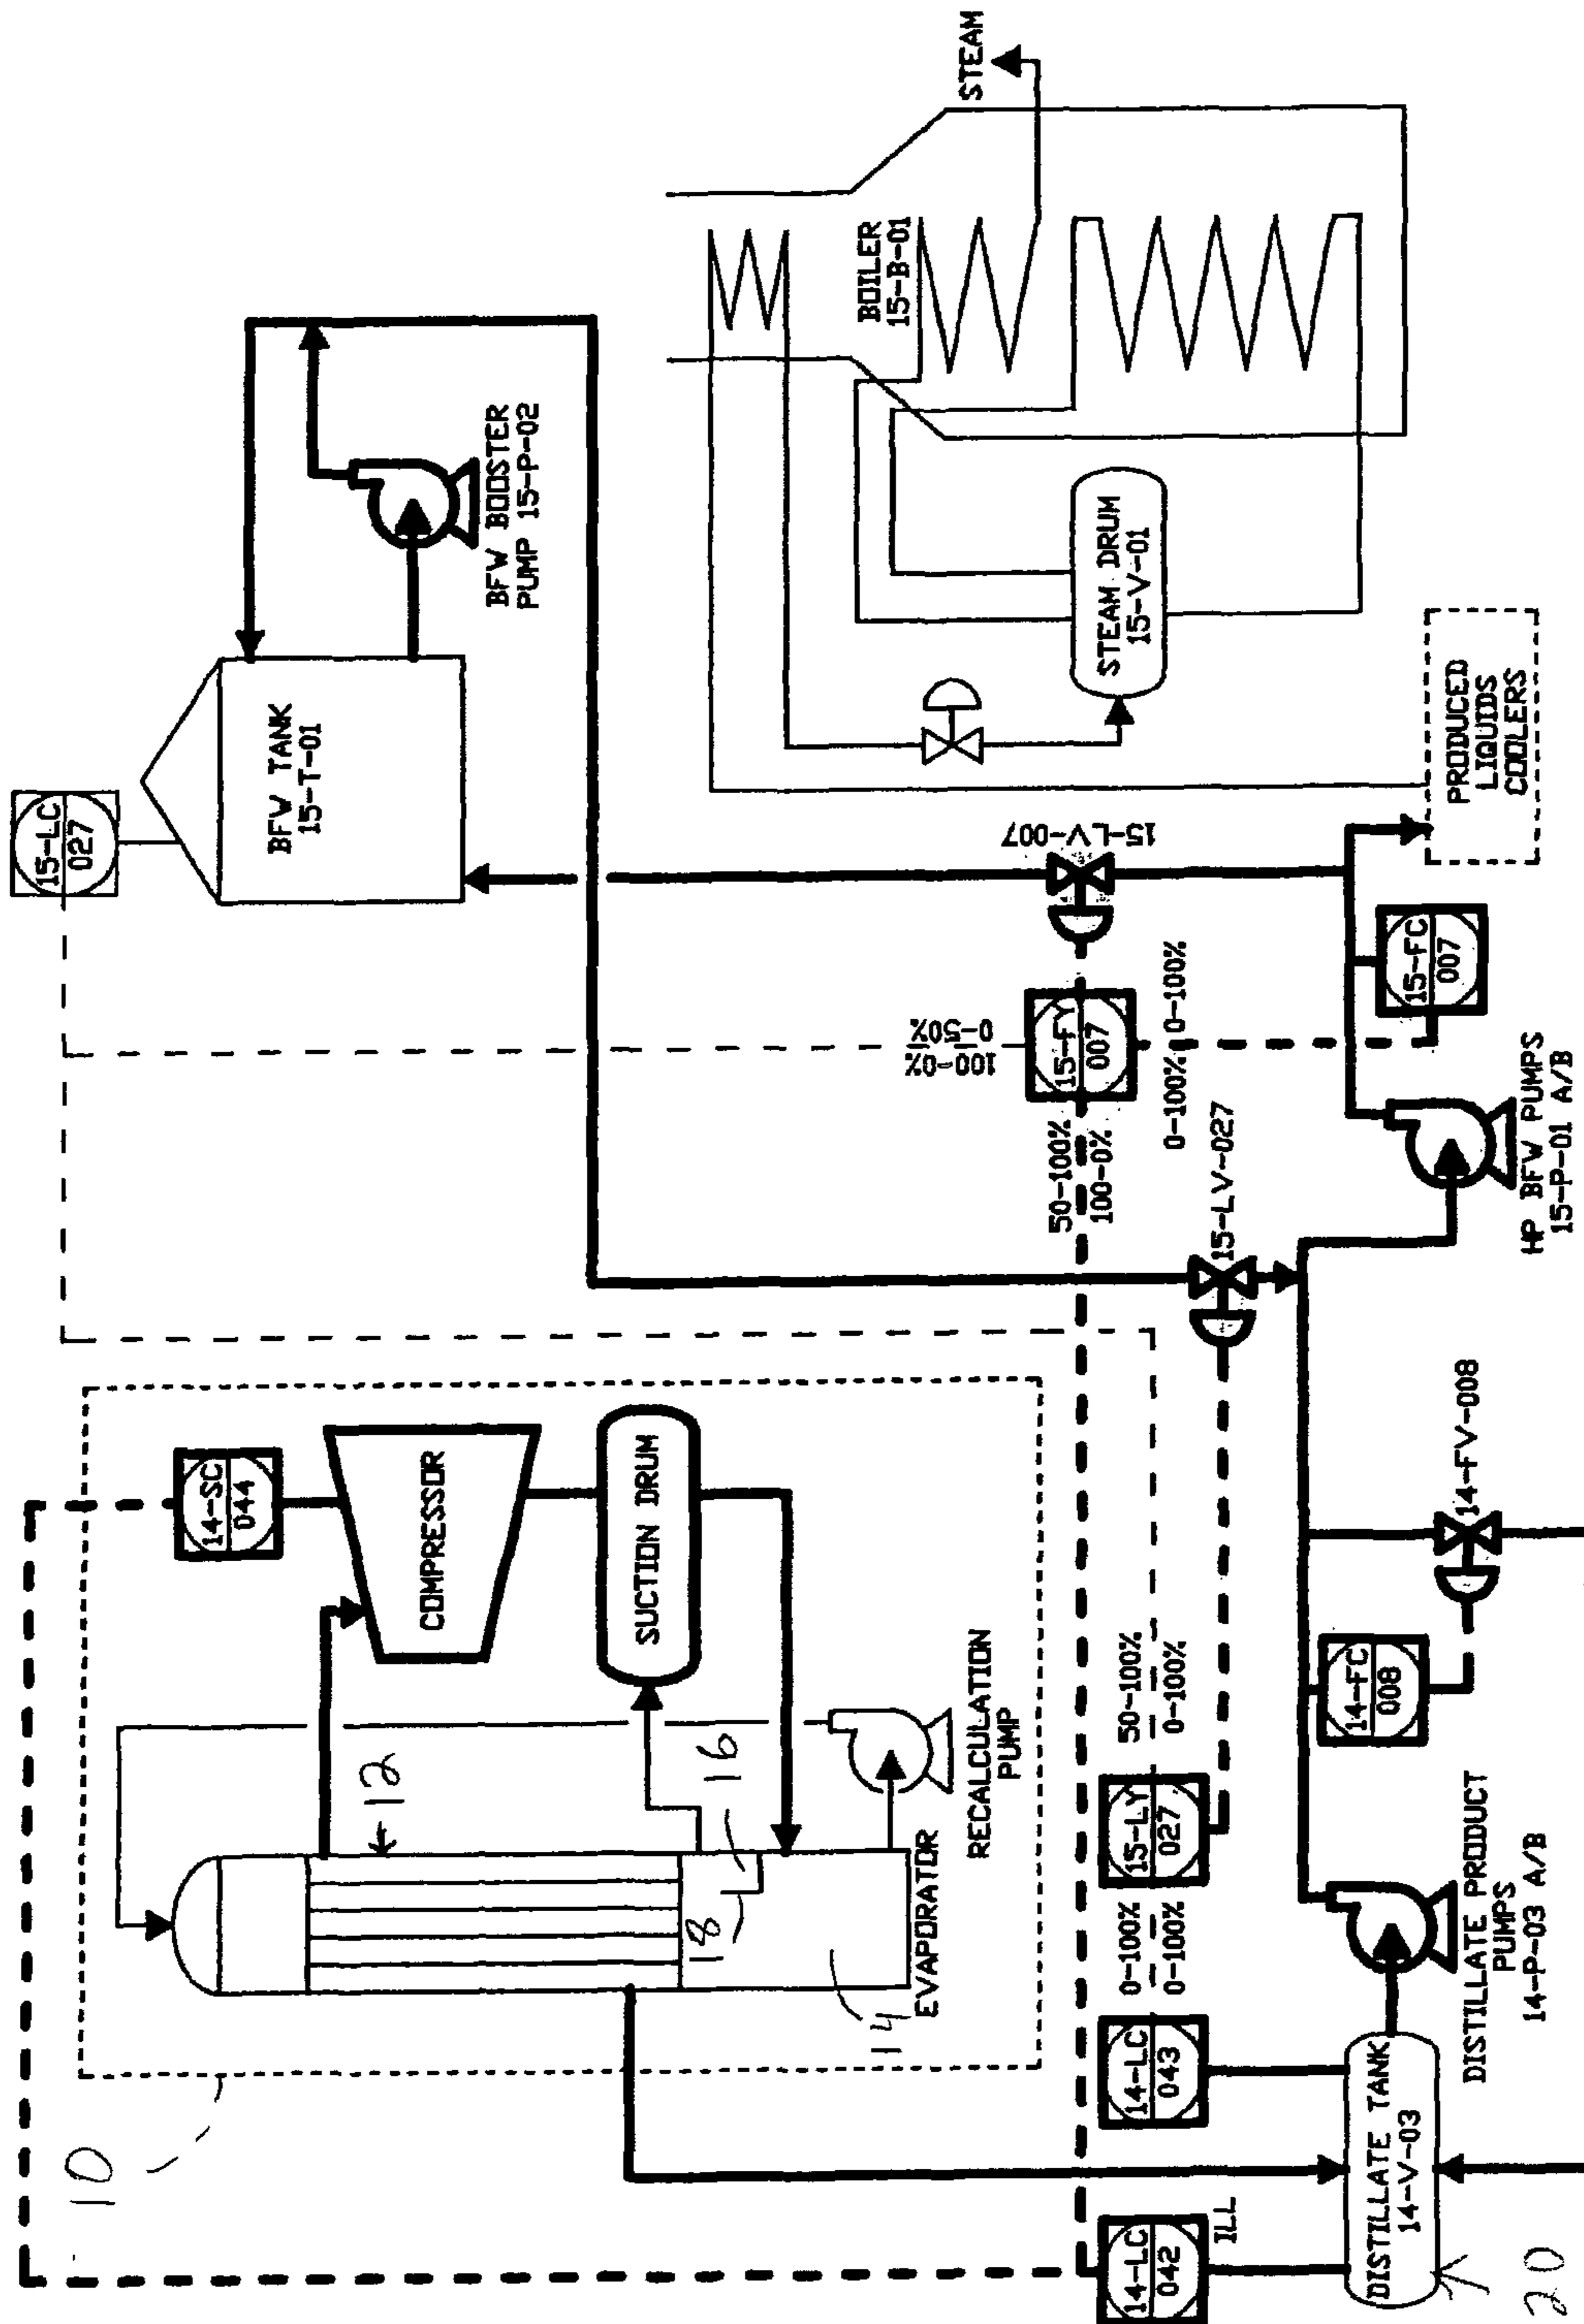 10
14-SC
044
COMPRESSOR
SUCTION DRUM
12
16
18
14
EVAPORATOR
RECALCULATION
PUMP
15-LC
027
BFW TANK
15-T-01
BFW BOOSTER
PUMP 15-P-02
STEAM
BOILER
15-B-01
STEAM DRUM
15-V-01
PRODUCED
LIQUIDS
COOLERS
15-LV-007
0-50%
100-0%
15-FY
007
50-100%
100-0%
0-100%
0-100%
15-FC
007
HP BFW PUMPS
15-P-01 A/B
15-LV-027
14-LC
042
ILL
14-LC
043
0-100%
0-100%
15-LY
027
50-100%
0-100%
14-FC
008
14-FV-008
DISTILLATE PRODUCT
PUMPS
14-P-03 A/B
DISTILLATE TANK
14-V-03
20